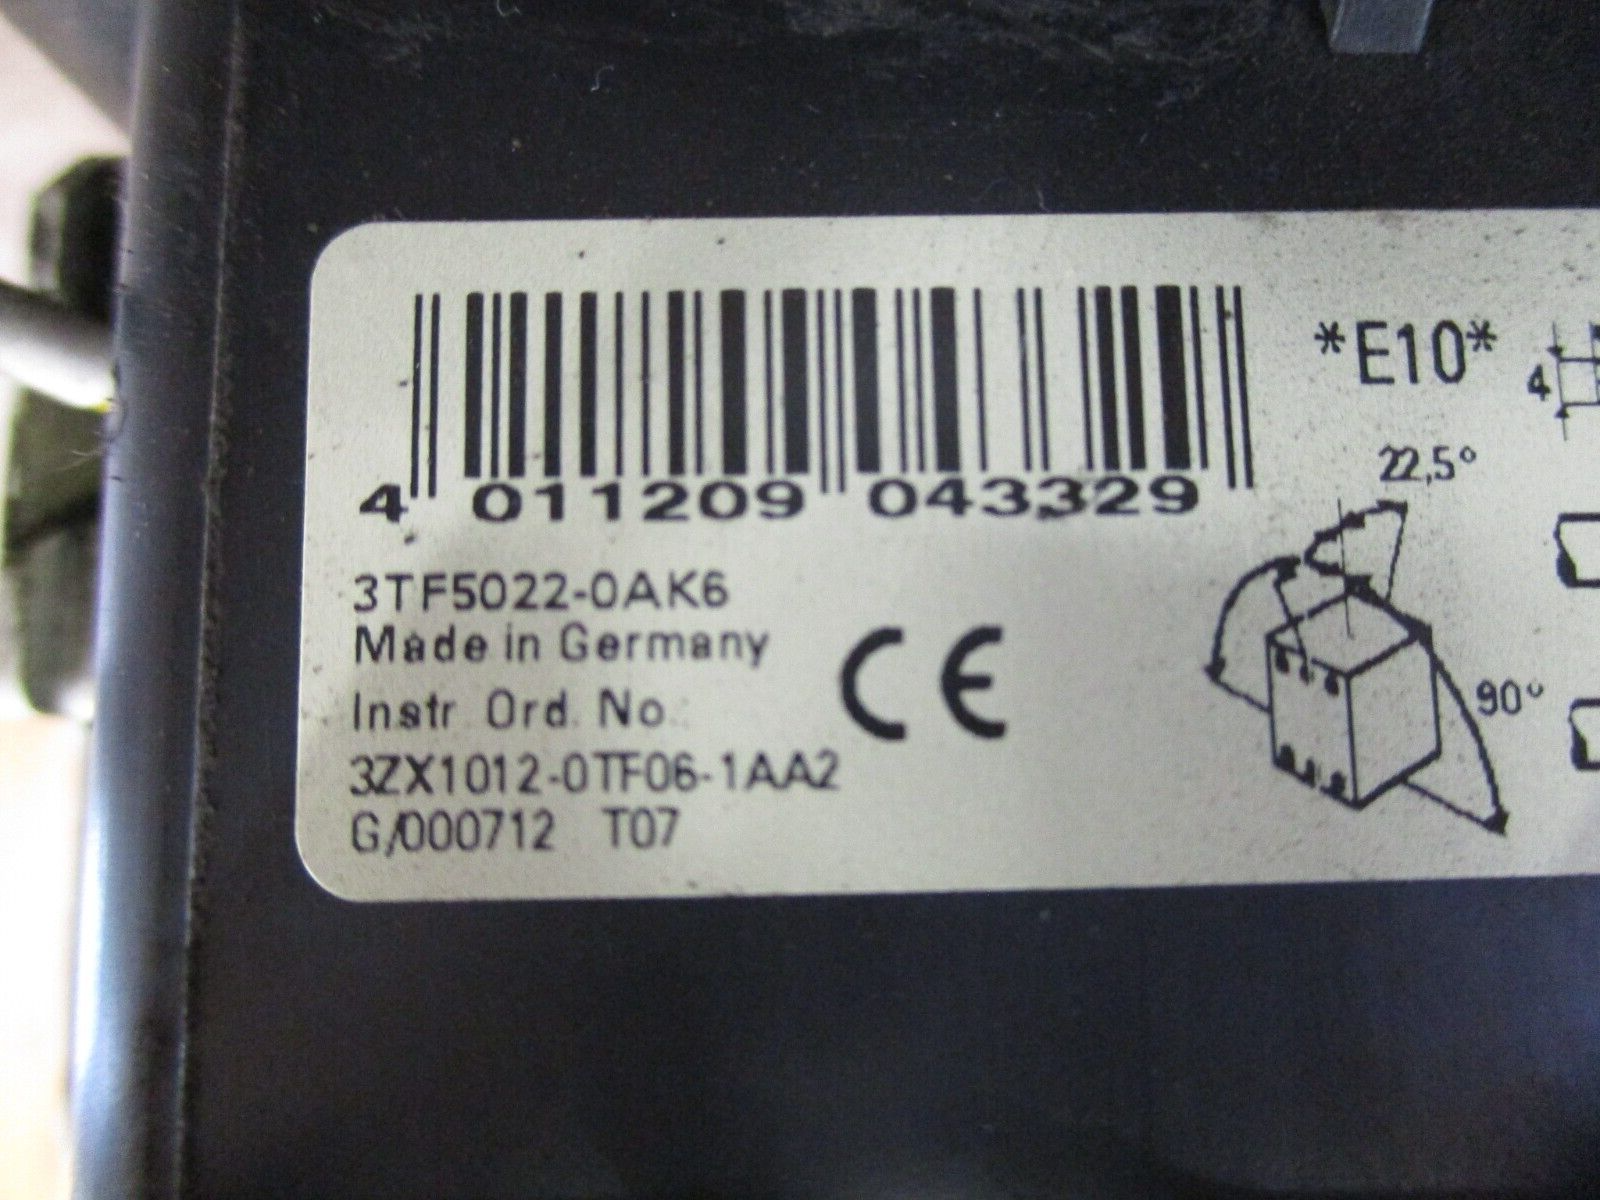 *E10*
4
22,5°
4 011209 043329
3TF5022-0AK6
Made in Germany
CE
90°
Instr. Ord. No.:
3ZX1012-0TF06-1AA2
G/000712 T07